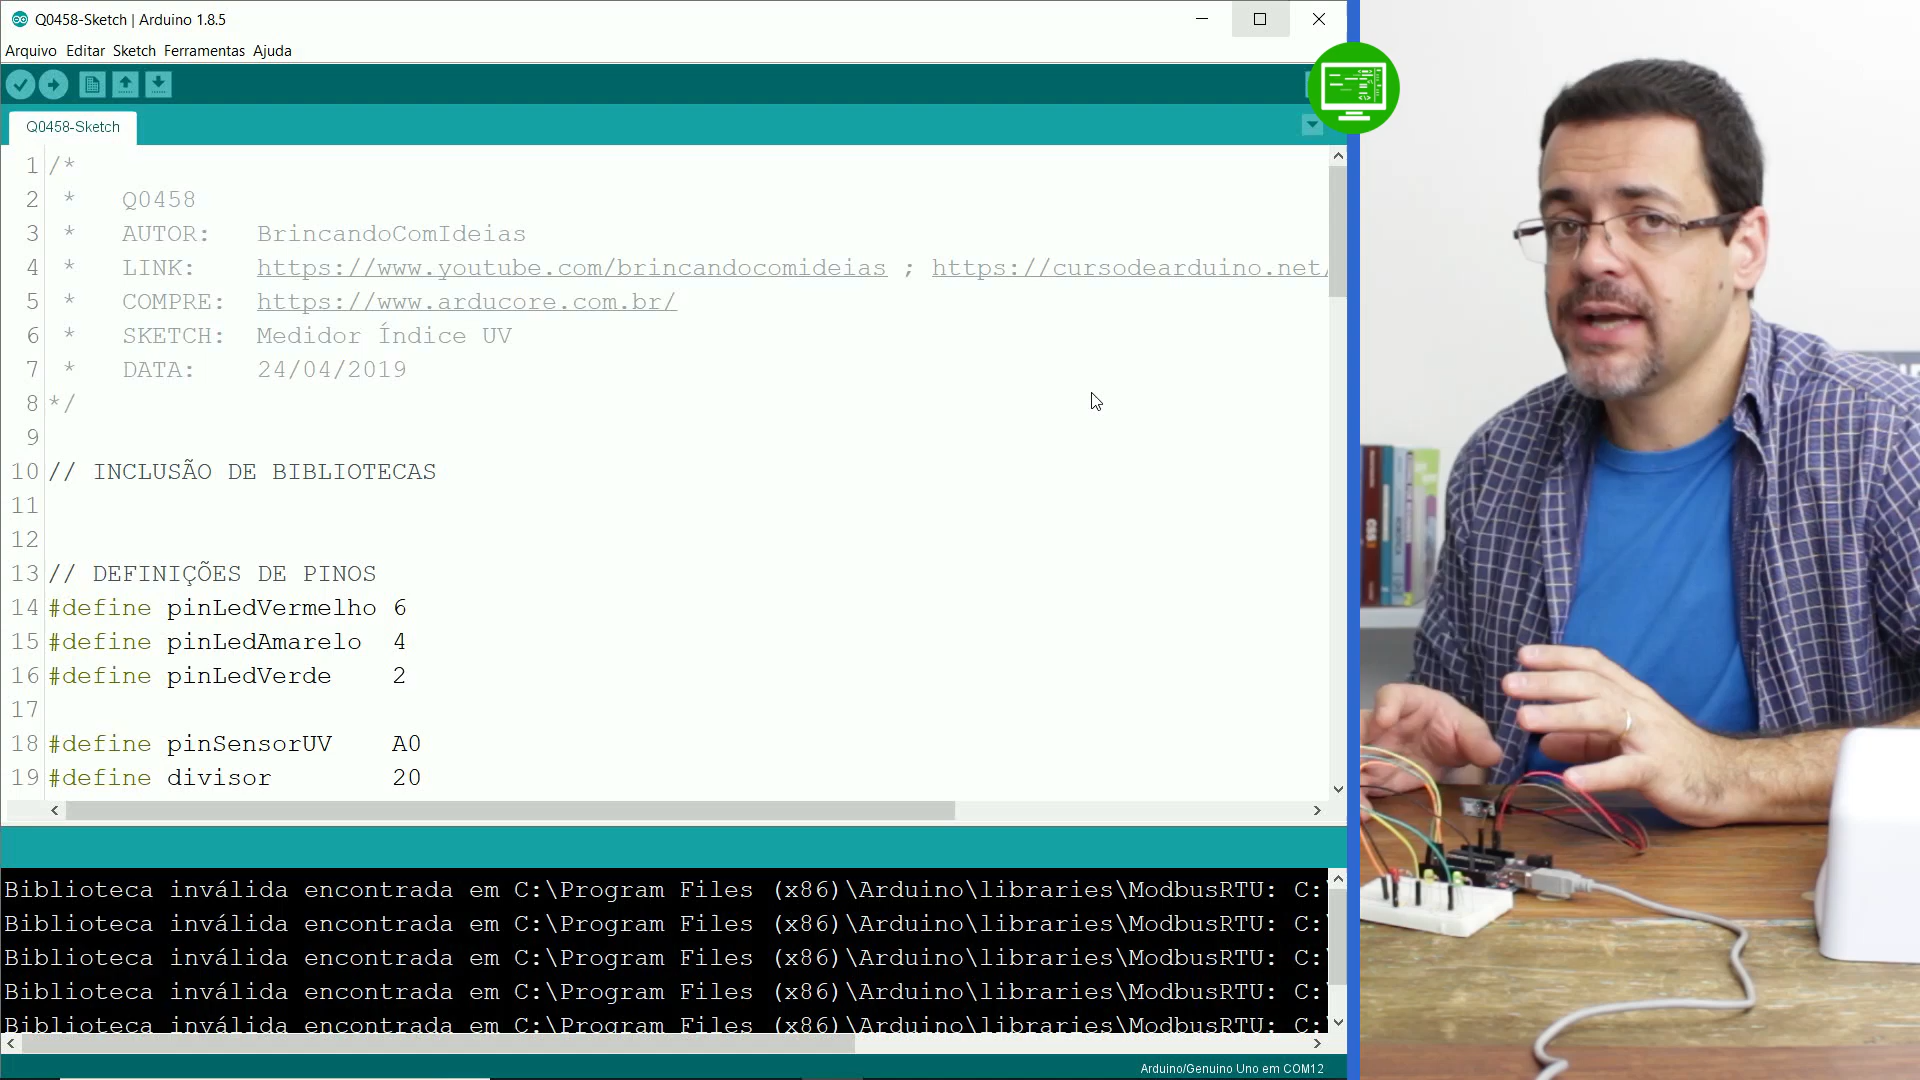 Q0458-Sketch | Arduino 1.8.5
Arquivo Editar Sketch Ferramentas Ajuda
Q0458-Sketch
1 /*
2 * Q0458
3 * AUTOR: BrincandoComIdeias
4 * LINK: https://www.youtube.com/brincandocomideias ; https://cursodearduino.net/
5 * COMPRE: https://www.arducore.com.br/
6 * SKETCH: Medidor Índice UV
7 * DATA: 24/04/2019
8 */
9
10 // INCLUSÃO DE BIBLIOTECAS
11
12
13 // DEFINIÇÕES DE PINOS
14 #define pinLedVermelho 6
15 #define pinLedAmarelo 4
16 #define pinLedVerde 2
17
18 #define pinSensorUV A0
19 #define divisor 20
Biblioteca inválida encontrada em C:\Program Files (x86)\Arduino\libraries\ModbusRTU: C:\
Biblioteca inválida encontrada em C:\Program Files (x86)\Arduino\libraries\ModbusRTU: C:\
Biblioteca inválida encontrada em C:\Program Files (x86)\Arduino\libraries\ModbusRTU: C:\
Biblioteca inválida encontrada em C:\Program Files (x86)\Arduino\libraries\ModbusRTU: C:\
Biblioteca inválida encontrada em C:\Program Files (x86)\Arduino\libraries\ModbusRTU: C:\
Arduino/Genuino Uno em COM12